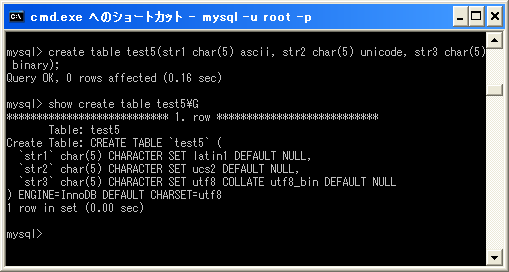 cmd.exe へのショートカット - mysql -u root -p
mysql> create table test5(str1 char(5) ascii, str2 char(5) unicode, str3 char(5)
 binary);
Query OK, 0 rows affected (0.16 sec)
mysql> show create table test5¥G
*************************** 1. row ***************************
       Table: test5
Create Table: CREATE TABLE `test5` (
  `str1` char(5) CHARACTER SET latin1 DEFAULT NULL,
  `str2` char(5) CHARACTER SET ucs2 DEFAULT NULL,
  `str3` char(5) CHARACTER SET utf8 COLLATE utf8_bin DEFAULT NULL
) ENGINE=InnoDB DEFAULT CHARSET=utf8
1 row in set (0.00 sec)
mysql>